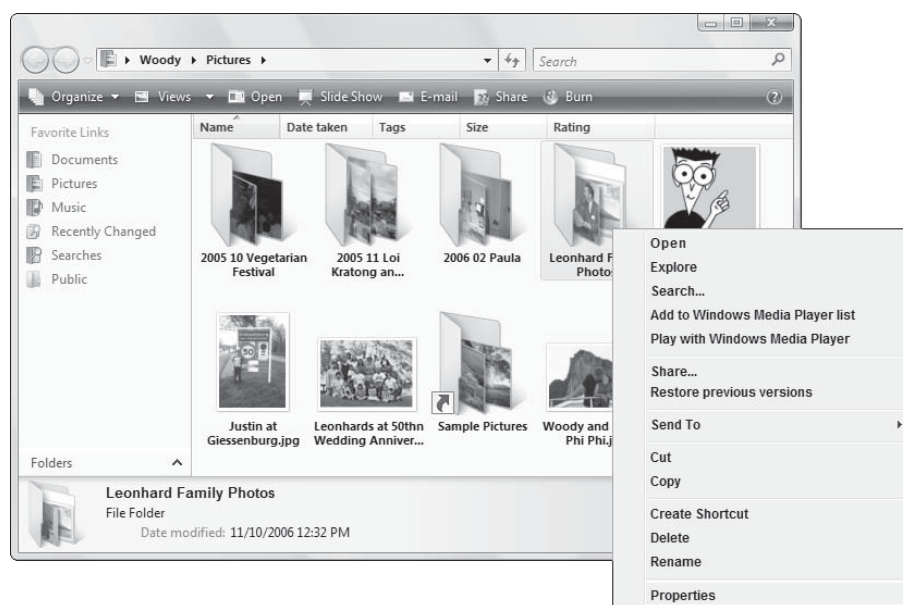 Woody Pictures
Search
Organize Views Open Slide Show E-mail Share Burn
Favorite Links
Documents
Pictures
Music
Recently Changed
Searches
Public
Folders
Name Date taken Tags Size Rating
2005 10 Vegetarian
Festival
2005
11 Loi
Kratong an...
2006 02 Paula
Leonhard F
Photo
Justin at
Giessenburg.jpg
Leonhards at 50thn
Wedding Anniver...
Sample Pictures
Woody and
Phi Phi.j
50
Open
Explore
Search...
Add to Windows Media Player list
Play with Windows Media Player
Share...
Restore previous versions
Send To
Cut
Copy
Create Shortcut
Delete
Rename
Properties
Leonhard Family Photos
File Folder
Date modified: 11/10/2006 12:32 PM